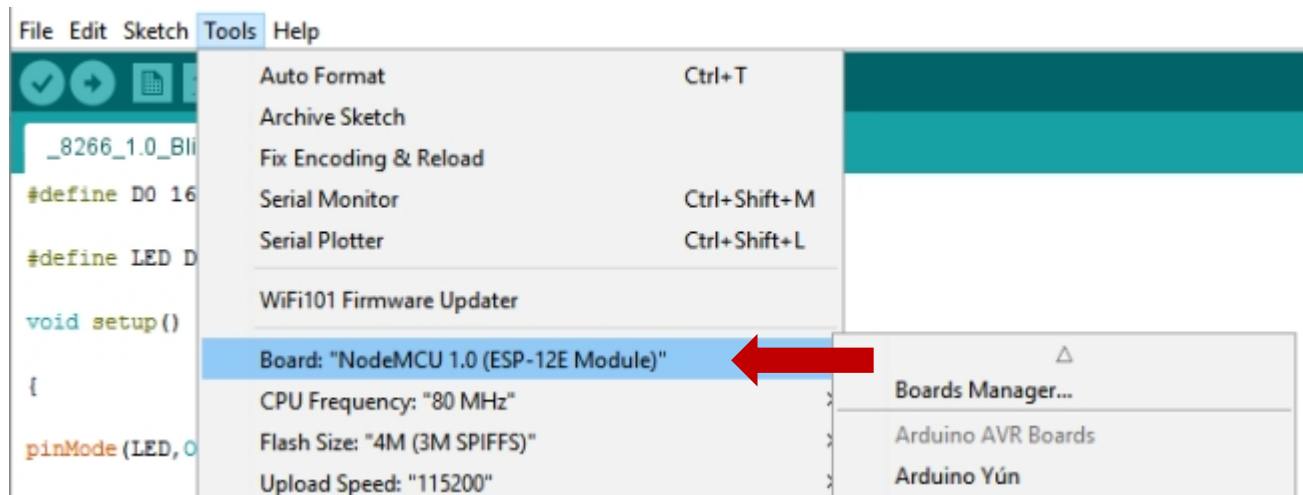 File Edit Sketch Tools Help
Auto Format Ctrl+T
Archive Sketch
_8266_1.0_Bli
Fix Encoding & Reload
#define D0 16
Serial Monitor Ctrl+Shift+M
Serial Plotter Ctrl+Shift+L
#define LED D
WiFi101 Firmware Updater
void setup()
Board: "NodeMCU 1.0 (ESP-12E Module)"
{
CPU Frequency: "80 MHz"
Boards Manager...
Flash Size: "4M (3M SPIFFS)"
Arduino AVR Boards
pinMode(LED,O
Upload Speed: "115200"
Arduino Yún